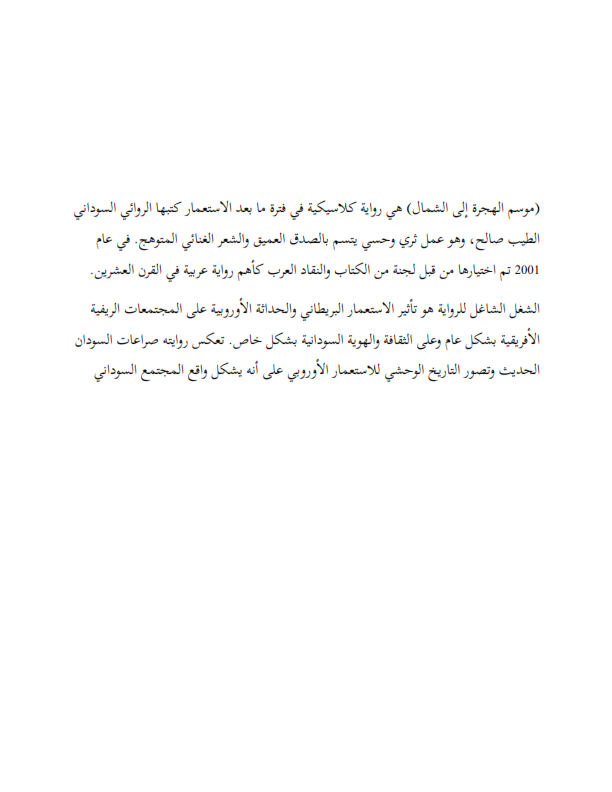 (موسم الهجرة إلى الشمال) هي رواية كلاسيكية في فترة ما بعد الاستعمار كتبها الروائي السوداني
الطيب صالح، وهو عمل ثري وحسي يتسم بالصدق العميق والشعر الغنائي المتوهج. في عام
2001 تم اختيارها من قبل لجنة من الكتاب والنقاد العرب كأهم رواية عربية في القرن العشرين.
الشغل الشاغل للرواية هو تأثير الاستعمار البريطاني والحداثة الأوروبية على المجتمعات الريفية
الأفريقية بشكل عام وعلى الثقافة والهوية السودانية بشكل خاص. تعكس روايته صراعات السودان
الحديث وتصور التاريخ الوحشي للاستعمار الأوروبي على أنه يشكل واقع المجتمع السوداني